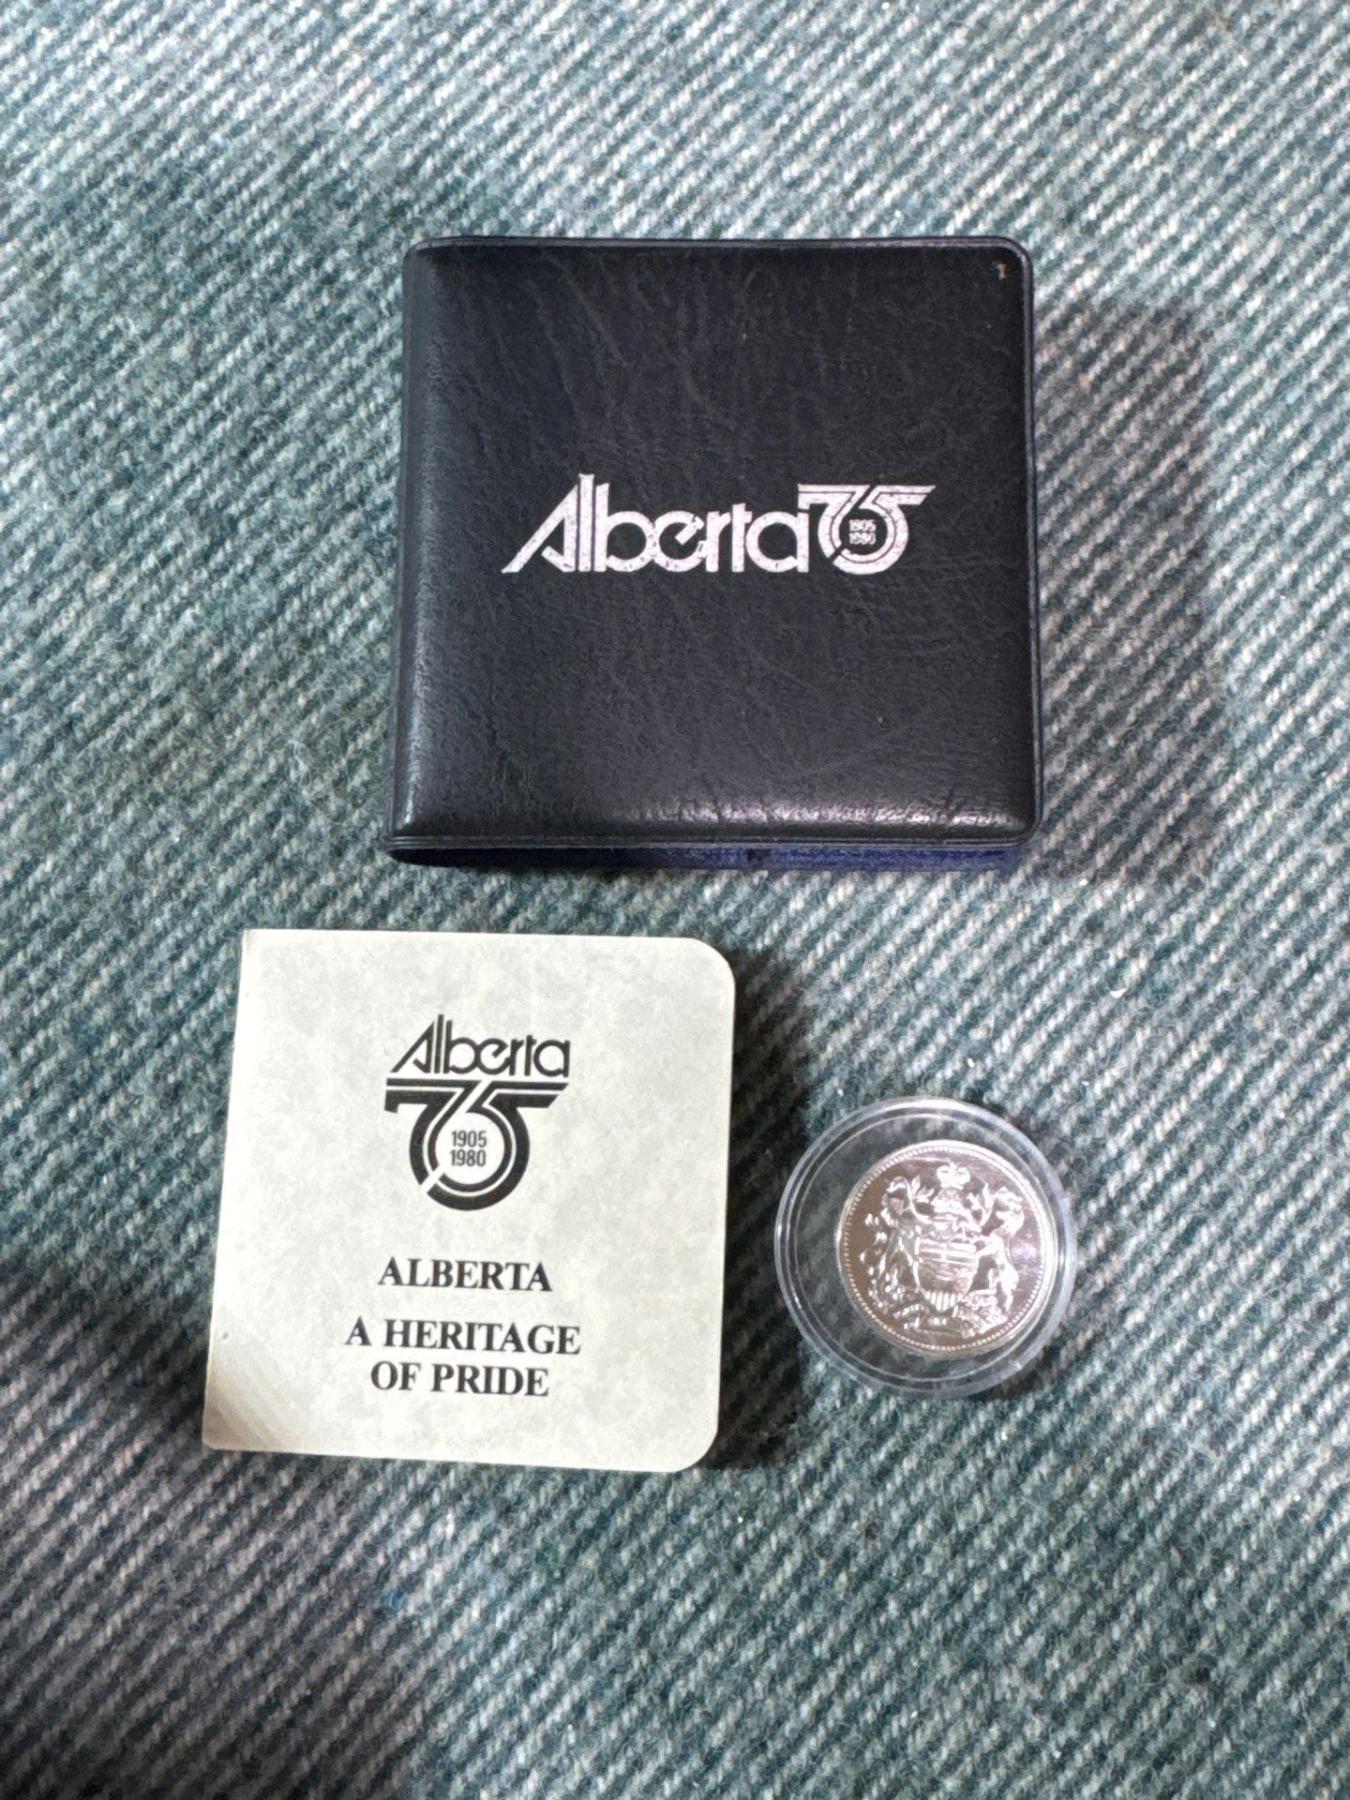 Alberta75
1905
1980
Alberta
75
1905
1980
ALBERTA
A HERITAGE
OF PRIDE